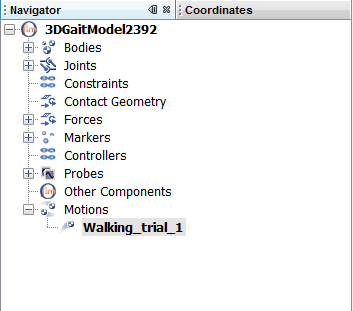 Navigator Coordinates
3DGaitModel2392
Bodies
Joints
Constraints
Contact Geometry
Forces
Markers
Controllers
Probes
Other Components
Motions
Walking_trial_1